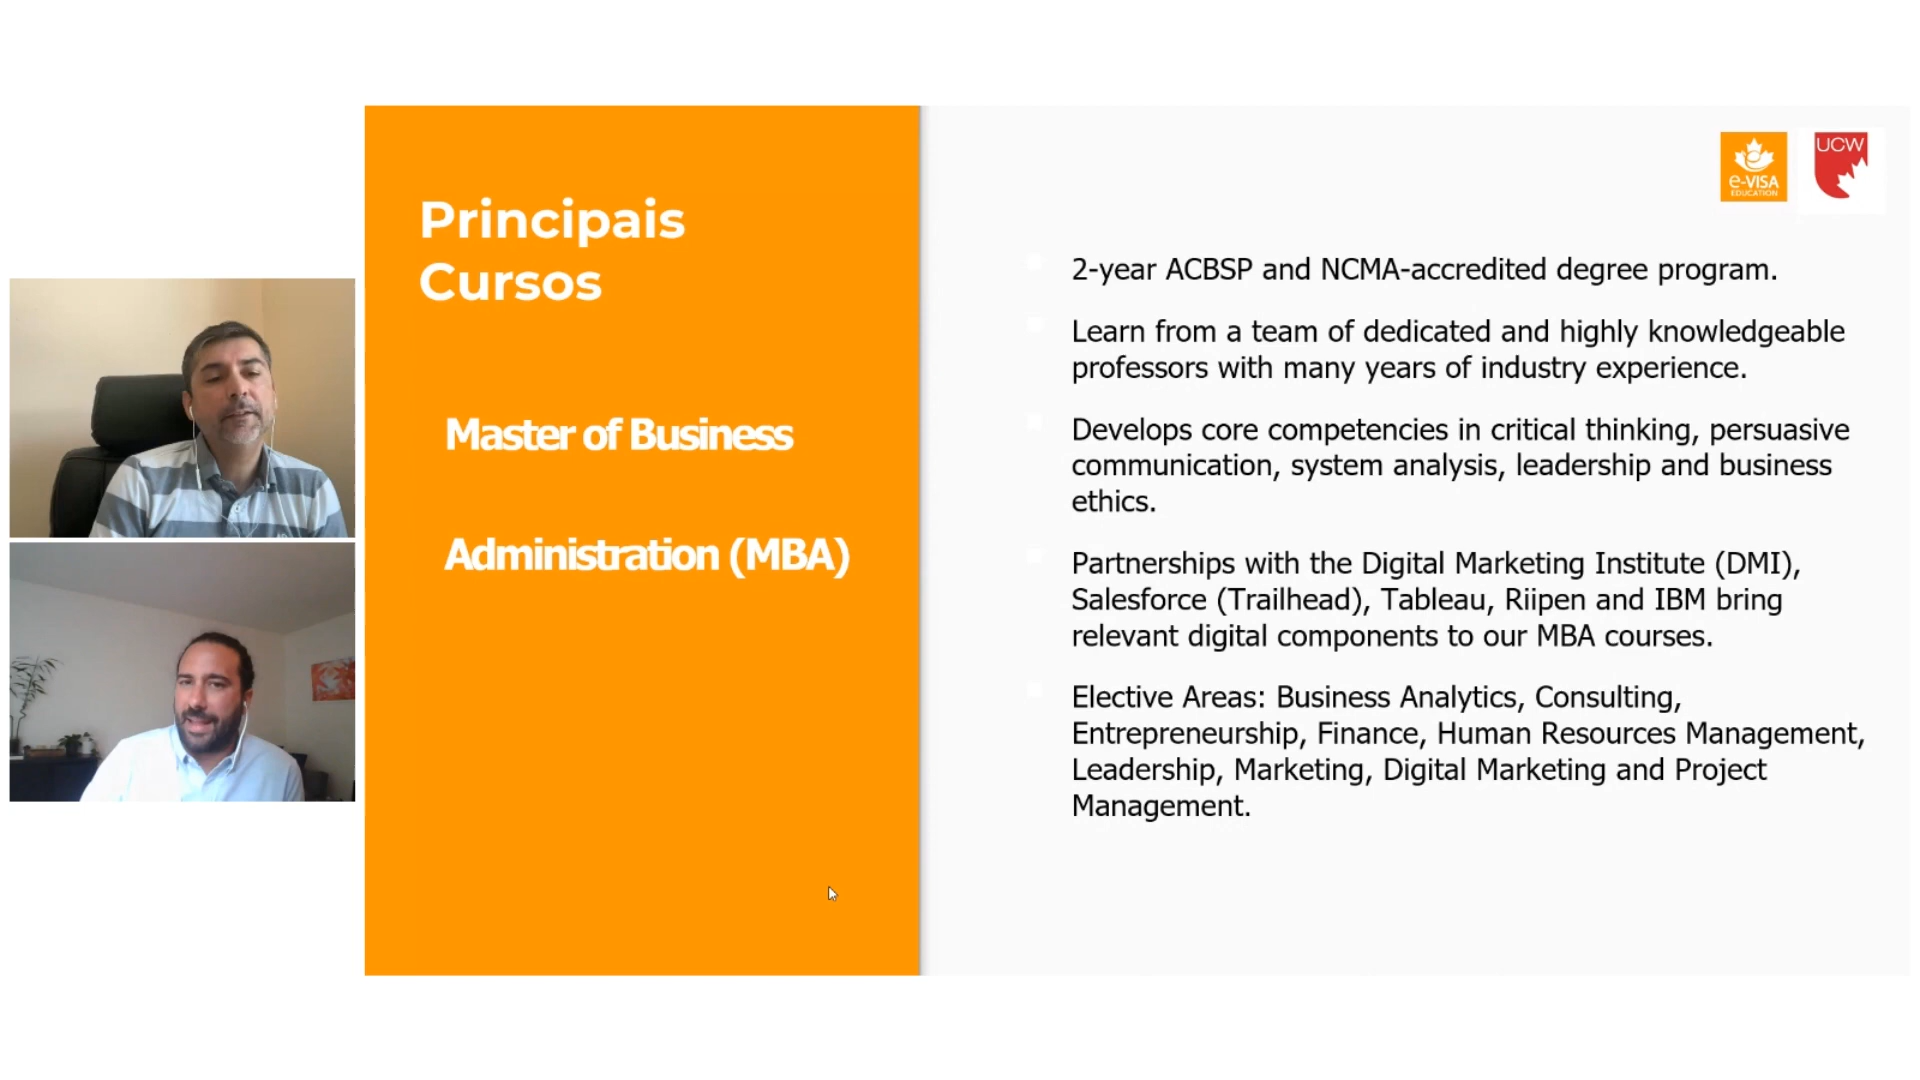 Principais
Cursos
Master of Business
Administration (MBA)
e-VISA
EDUCATION
UCW
2-year ACBSP and NCMA-accredited degree program.
Learn from a team of dedicated and highly knowledgeable
professors with many years of industry experience.
Develops core competencies in critical thinking, persuasive
communication, system analysis, leadership and business
ethics.
Partnerships with the Digital Marketing Institute (DMI),
Salesforce (Trailhead), Tableau, Riipen and IBM bring
relevant digital components to our MBA courses.
Elective Areas: Business Analytics, Consulting,
Entrepreneurship, Finance, Human Resources Management,
Leadership, Marketing, Digital Marketing and Project
Management.